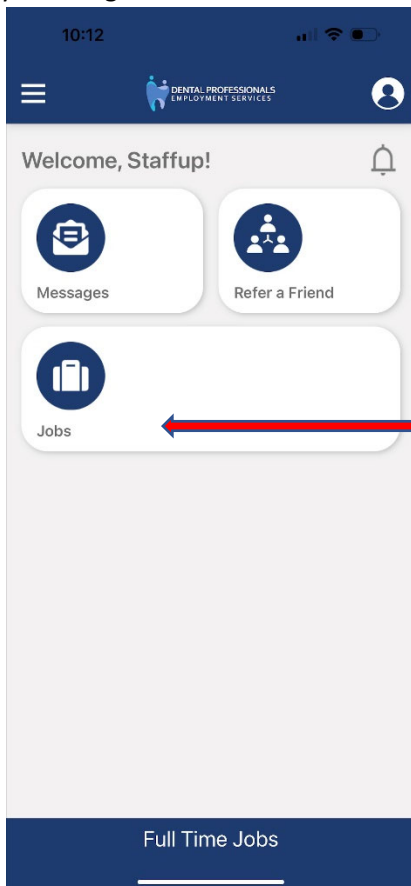 10:12
DENTAL PROFESSIONALS
EMPLOYMENT SERVICES
Welcome, Staffup!
Messages
Refer a Friend
Jobs
Full Time Jobs